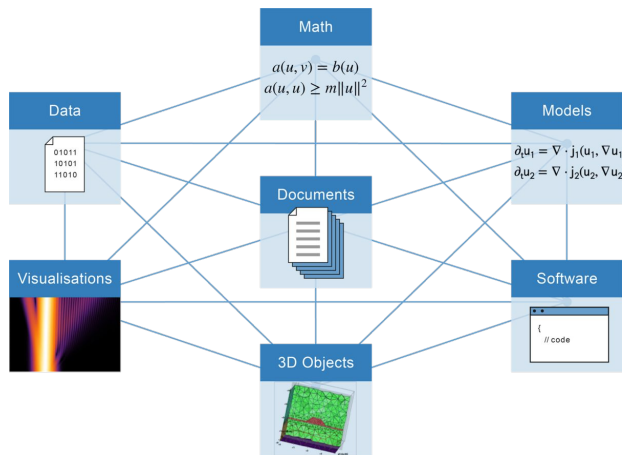 Math
a(u, v) = b(u)
a(u, u) ≥ m‖u‖²
Data
01011
10101
11010
Models
∂ₜu₁ = ∇ · j₁(u₁, ∇u₁
∂ₜu₂ = ∇ · j₂(u₂, ∇u₂
Documents
Visualisations
Software
{
// code
3D Objects